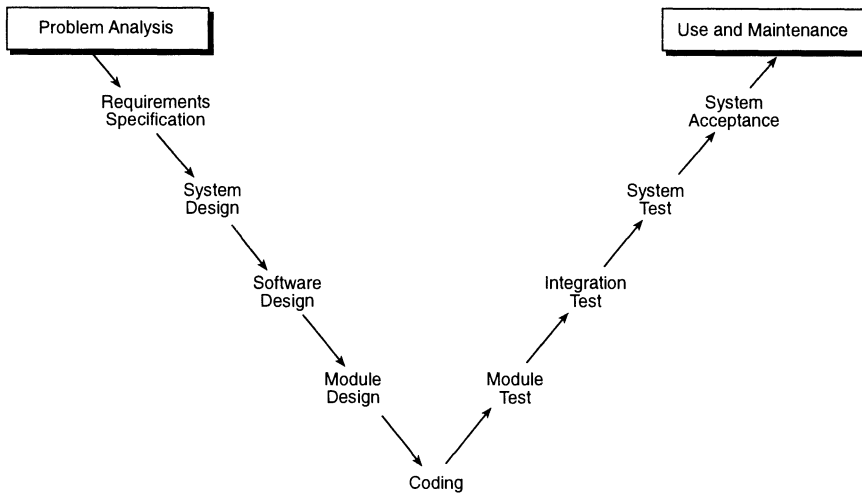 Problem Analysis
Use and Maintenance
Requirements
Specification
System
Acceptance
System
Design
System
Test
Software
Design
Integration
Test
Module
Design
Module
Test
Coding